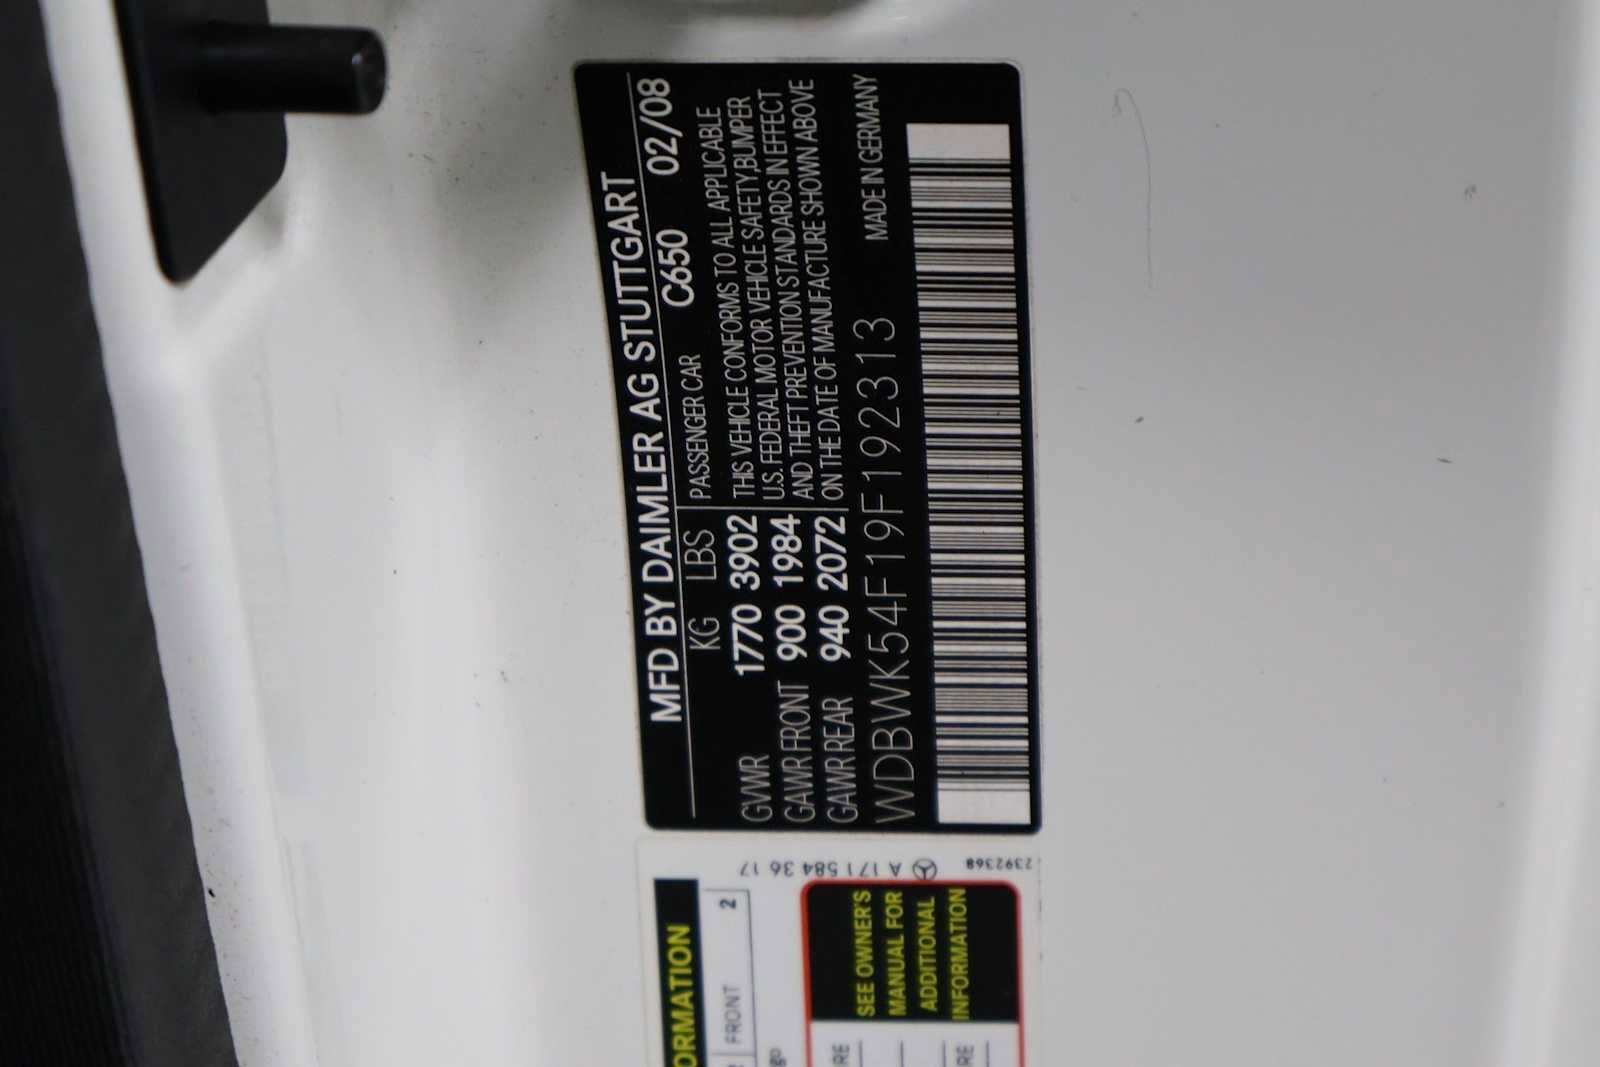 MFD BY DAIMLER AG STUTTGART
KG LBS PASSENGER CAR C650 02/08
GVWR 1770 3902 THIS VEHICLE CONFORMS TO ALL APPLICABLE
U.S. FEDERAL MOTOR VEHICLE SAFETY,BUMPER
GAWR FRONT 900 1984 AND THEFT PREVENTION STANDARDS IN EFFECT
GAWR REAR 940 2072 ON THE DATE OF MANUFACTURE SHOWN ABOVE
WDBWK54F19F192313 MADE IN GERMANY
A 171 584 36 17
2392368
ORMATION
FRONT 2
SEE OWNER'S
MANUAL FOR
ADDITIONAL
INFORMATION